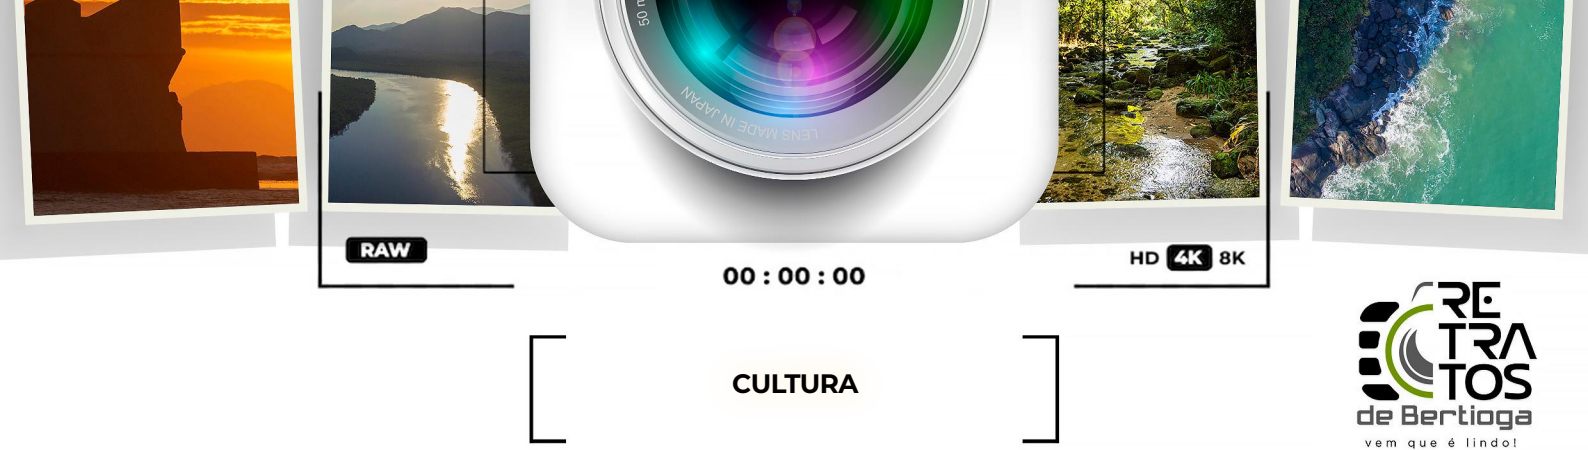 50 m
LENS MADE IN JAPAN
RAW
HD 4K 8K
00 : 00 : 00
CULTURA
RE
TRA
TOS
de Bertioga
vem que é lindo!